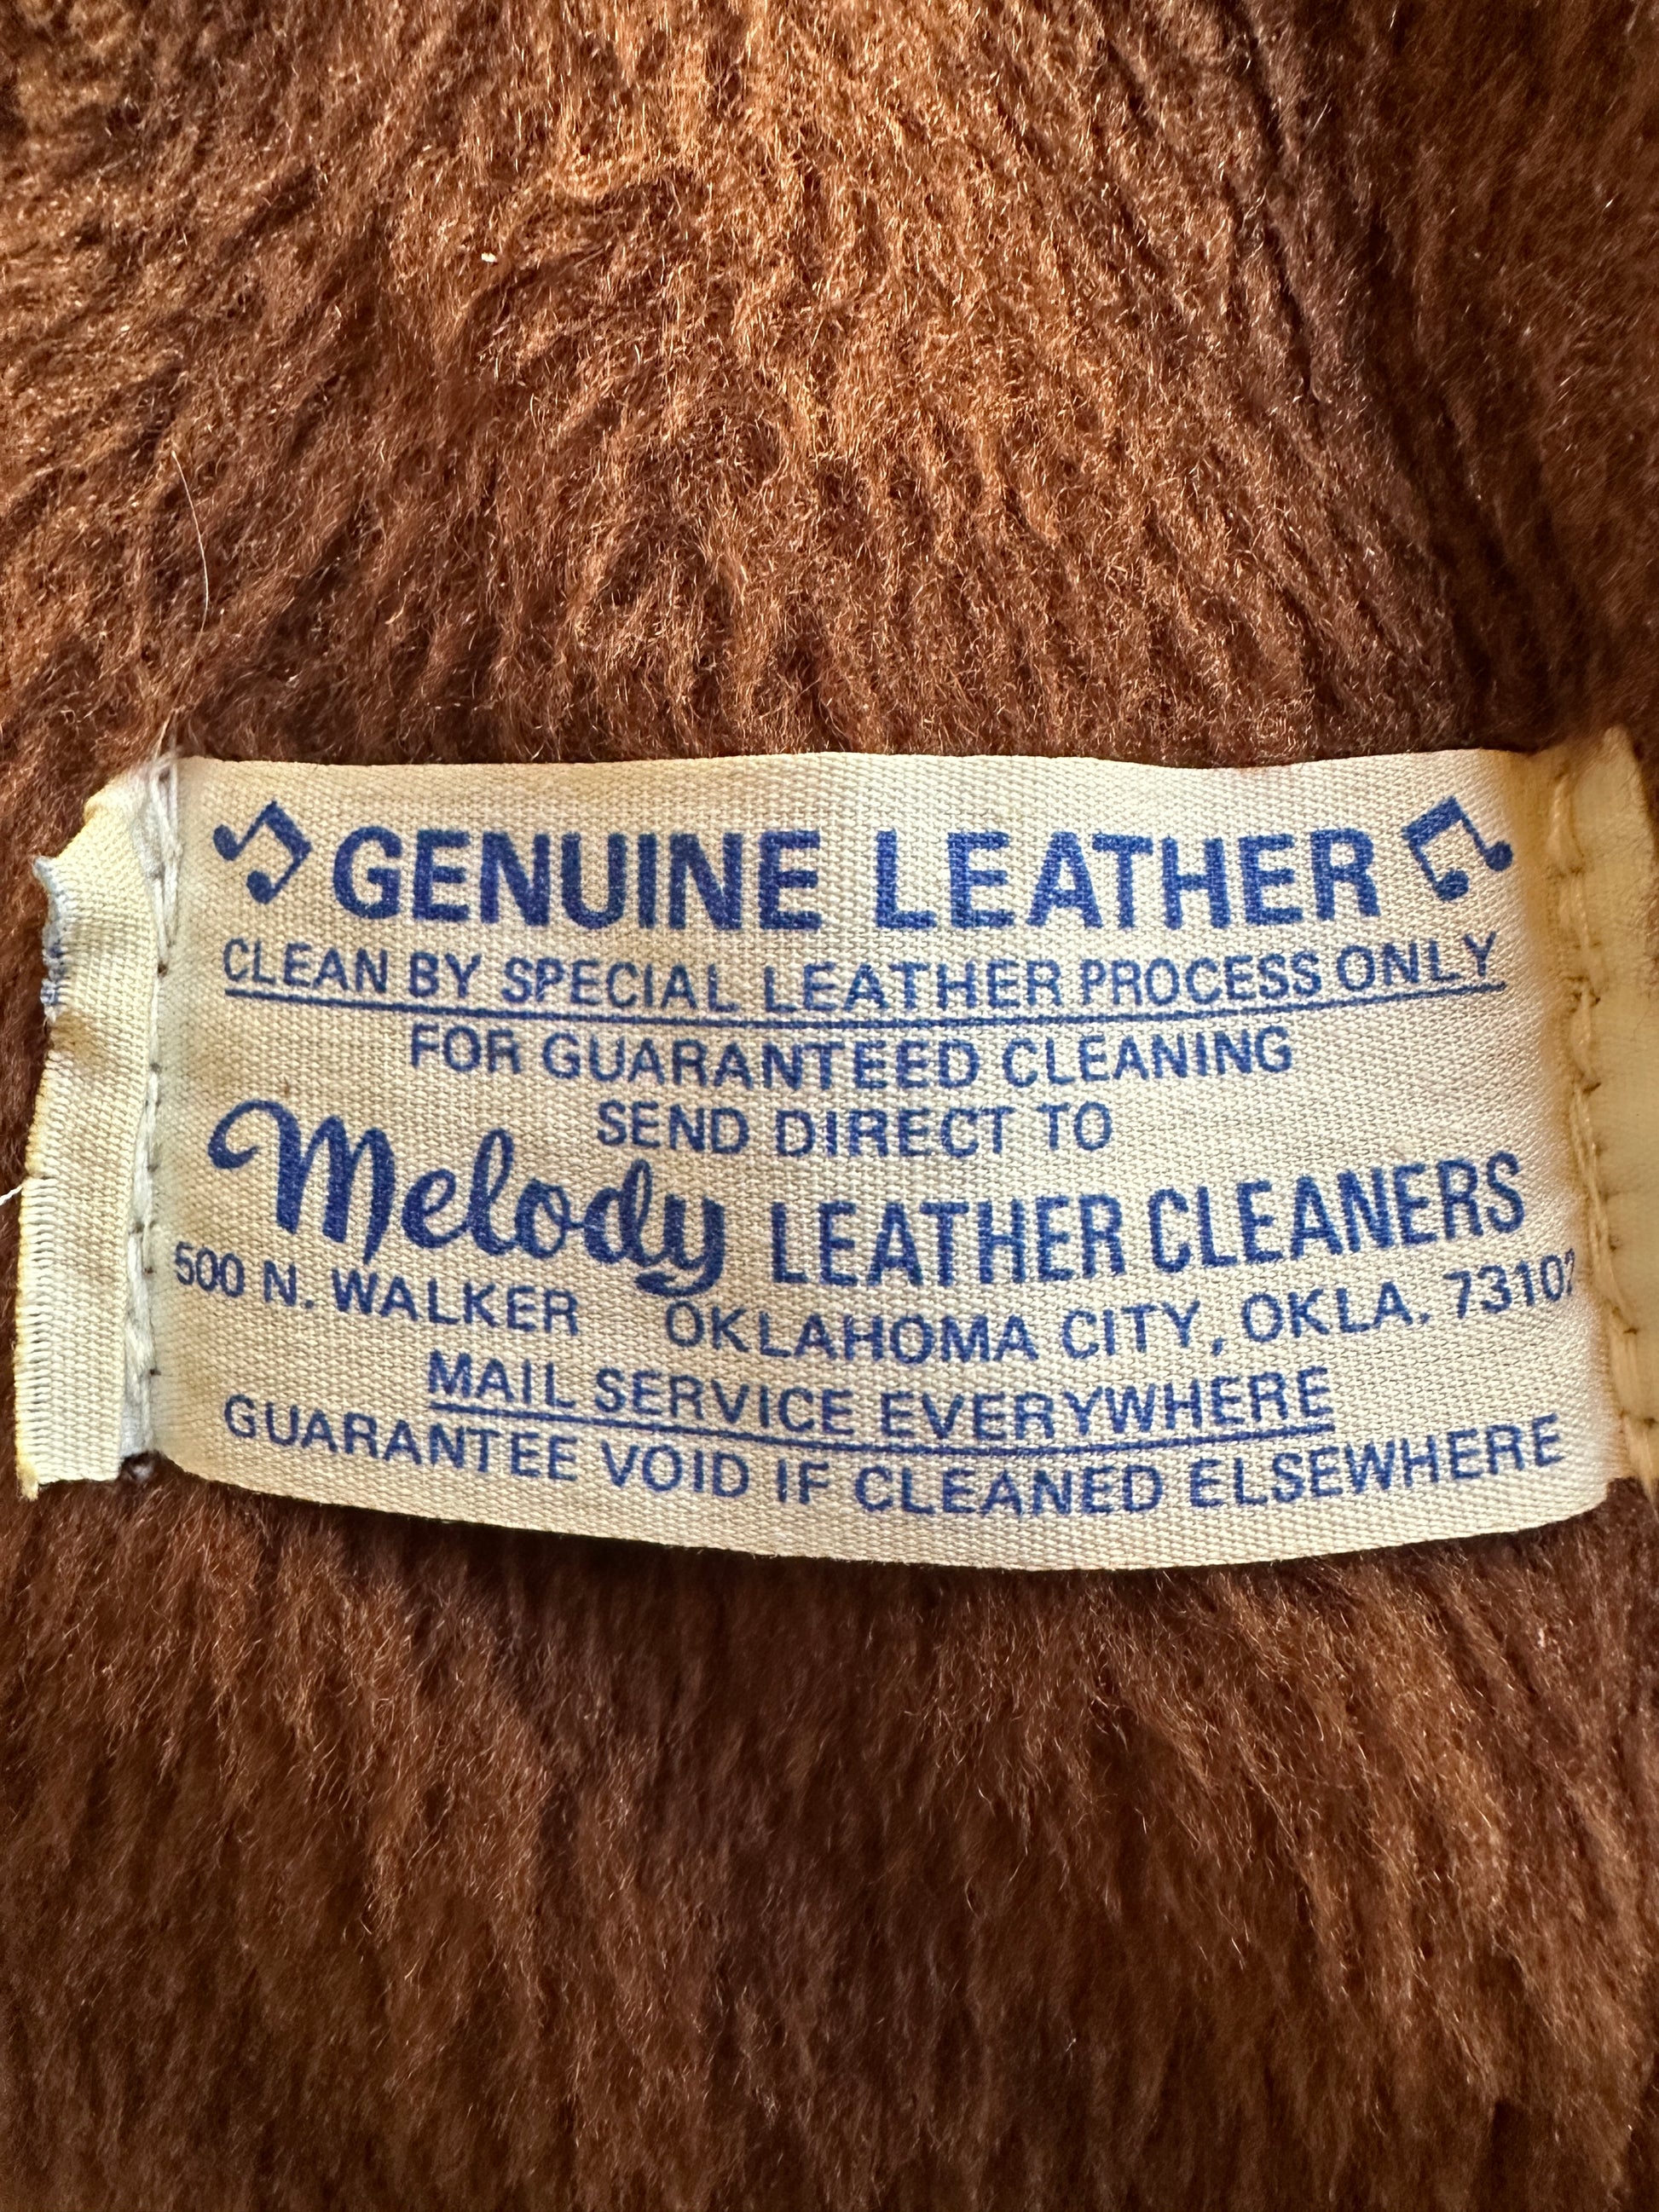 GENUINE LEATHER
CLEAN BY SPECIAL LEATHER PROCESS ONLY
FOR GUARANTEED CLEANING
SEND DIRECT TO
Melody LEATHER CLEANERS
500 N. WALKER OKLAHOMA CITY, OKLA. 73102
MAIL SERVICE EVERYWHERE
GUARANTEE VOID IF CLEANED ELSEWHERE